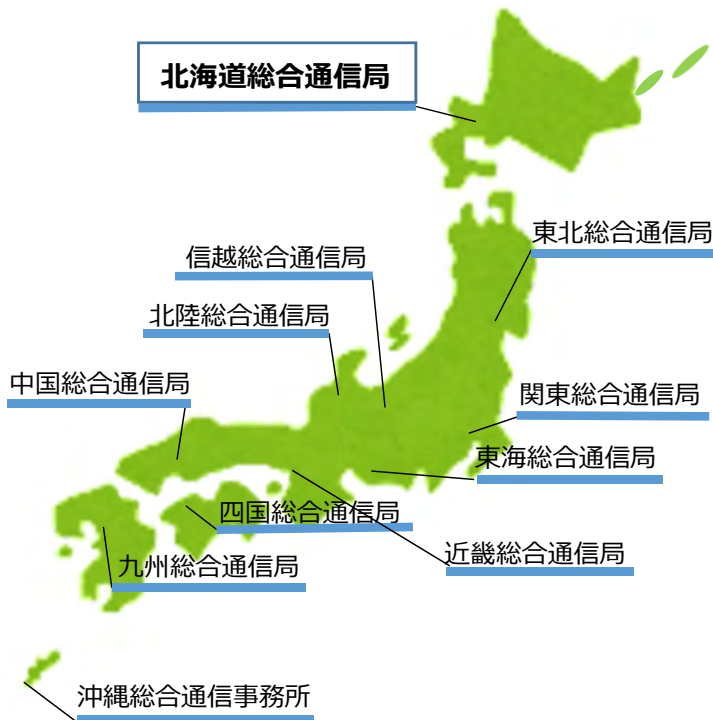 北海道総合通信局
東北総合通信局
信越総合通信局
北陸総合通信局
中国総合通信局
関東総合通信局
東海総合通信局
四国総合通信局
近畿総合通信局
九州総合通信局
沖縄総合通信事務所